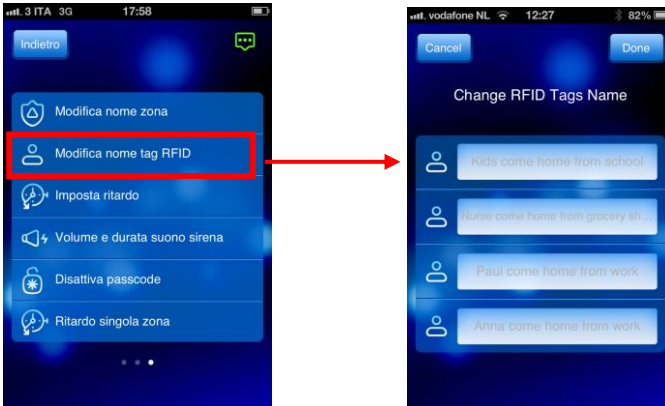 3 ITA 3G 17:58
Indietro
Modifica nome zona
Modifica nome tag RFID
Imposta ritardo
Volume e durata suono sirena
Disattiva passcode
Ritardo singola zona
vodafone NL 12:27 82%
Cancel Done
Change RFID Tags Name
Kids come home from school
Nurse come home from grocery sh...
Paul come home from work
Anna come home from work